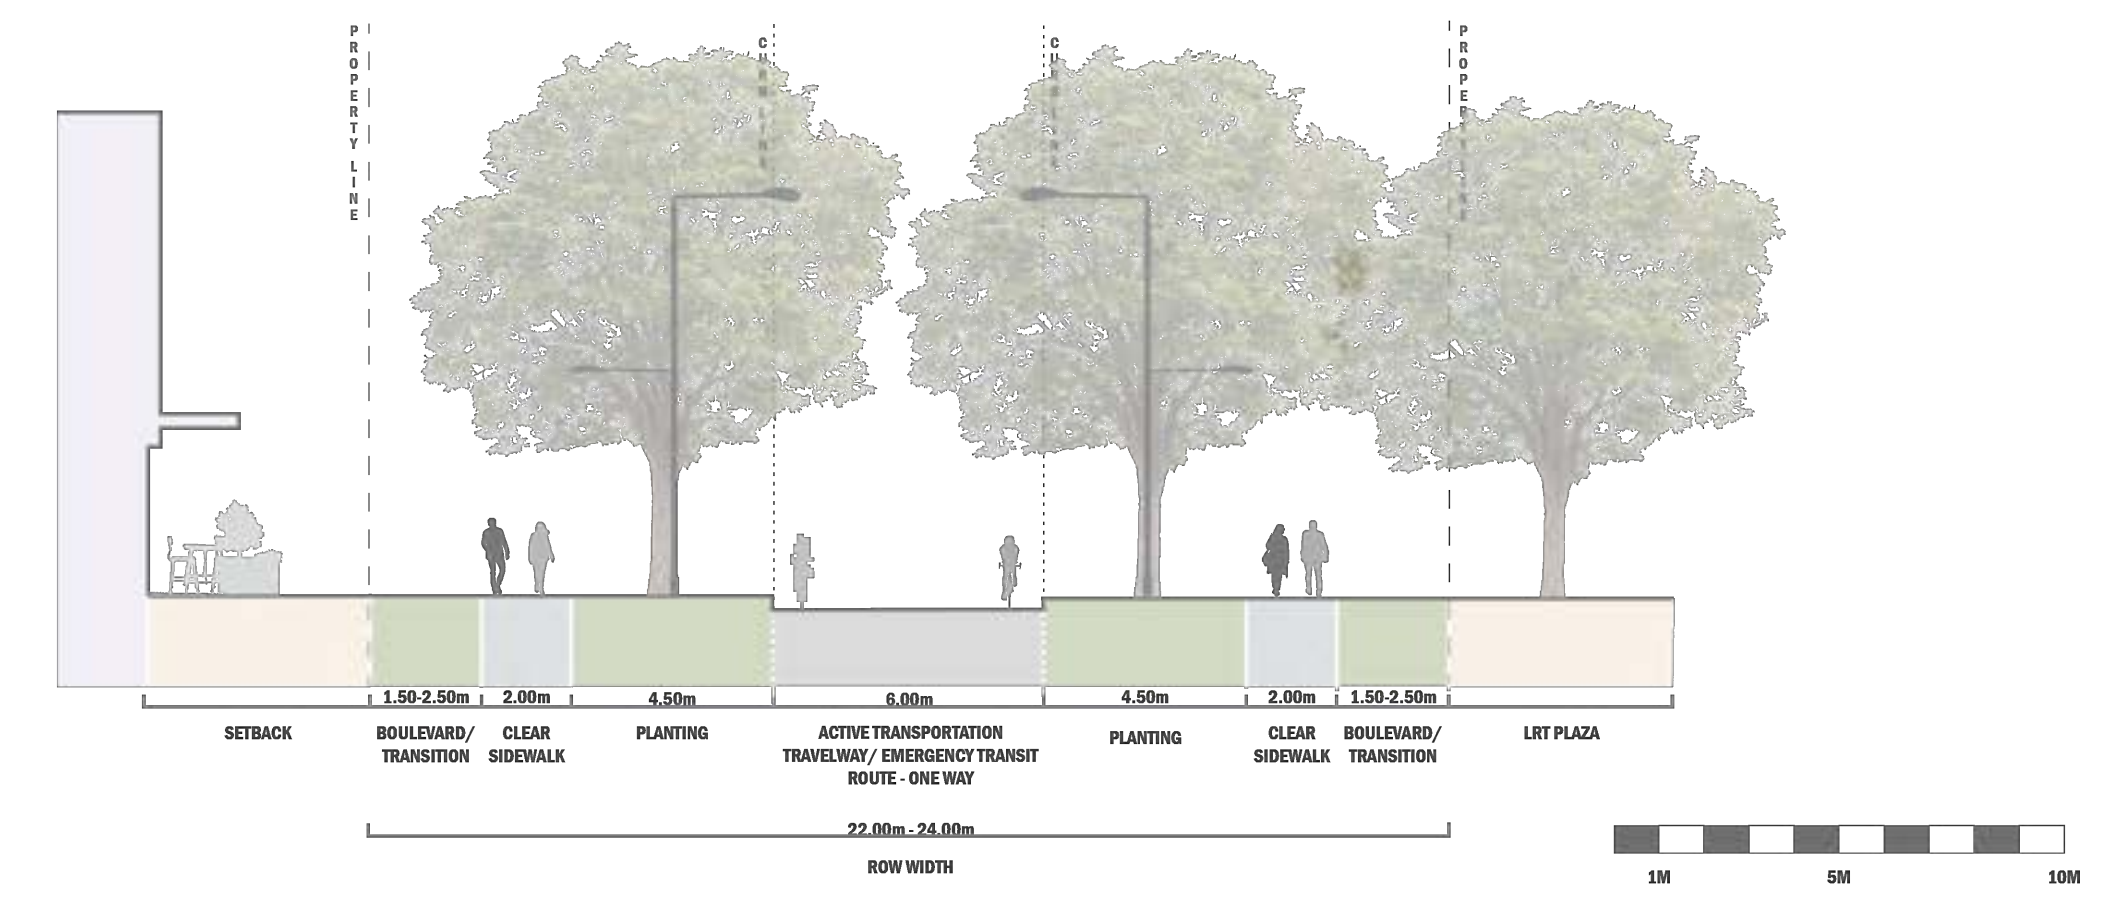 PROPERTY LINE
C
C
PROPE
1.50-2.50m
2.00m
4.50m
6.00m
4.50m
2.00m
1.50-2.50m
SETBACK
BOULEVARD/
TRANSITION
CLEAR
SIDEWALK
PLANTING
ACTIVE TRANSPORTATION
TRAVELWAY/ EMERGENCY TRANSIT
ROUTE - ONE WAY
PLANTING
CLEAR
SIDEWALK
BOULEVARD/
TRANSITION
LRT PLAZA
22.00m - 24.00m
ROW WIDTH
1M
5M
10M